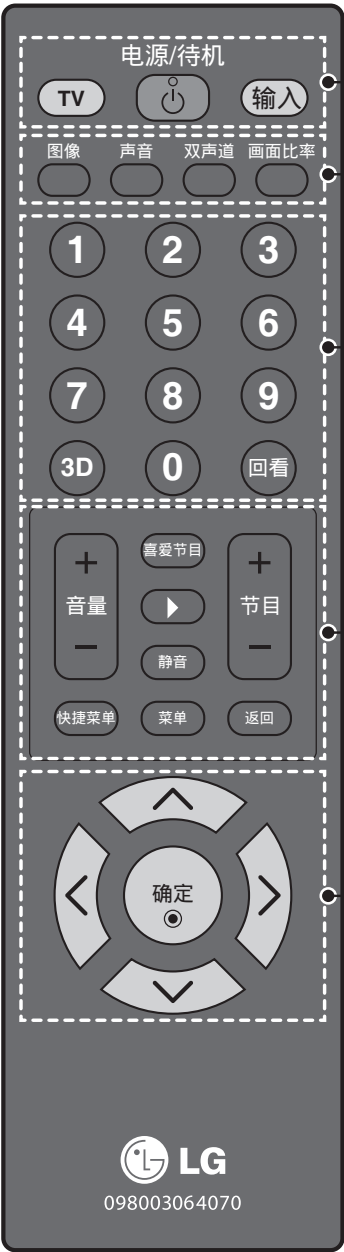 电源/待机
TV 输入
图像 声音 双声道 画面比率
1 2 3
4 5 6
7 8 9
3D 0 回看
喜爱节目
+ +
音量 节目
− −
静音
快捷菜单 菜单 返回
确定
LG
098003064070